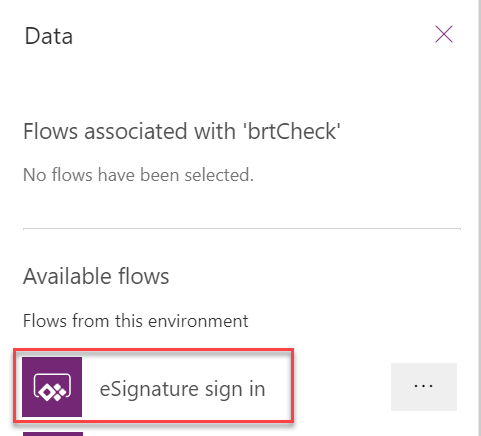 Data
Flows associated with 'brtCheck'
No flows have been selected.
Available flows
Flows from this environment
eSignature sign in
...